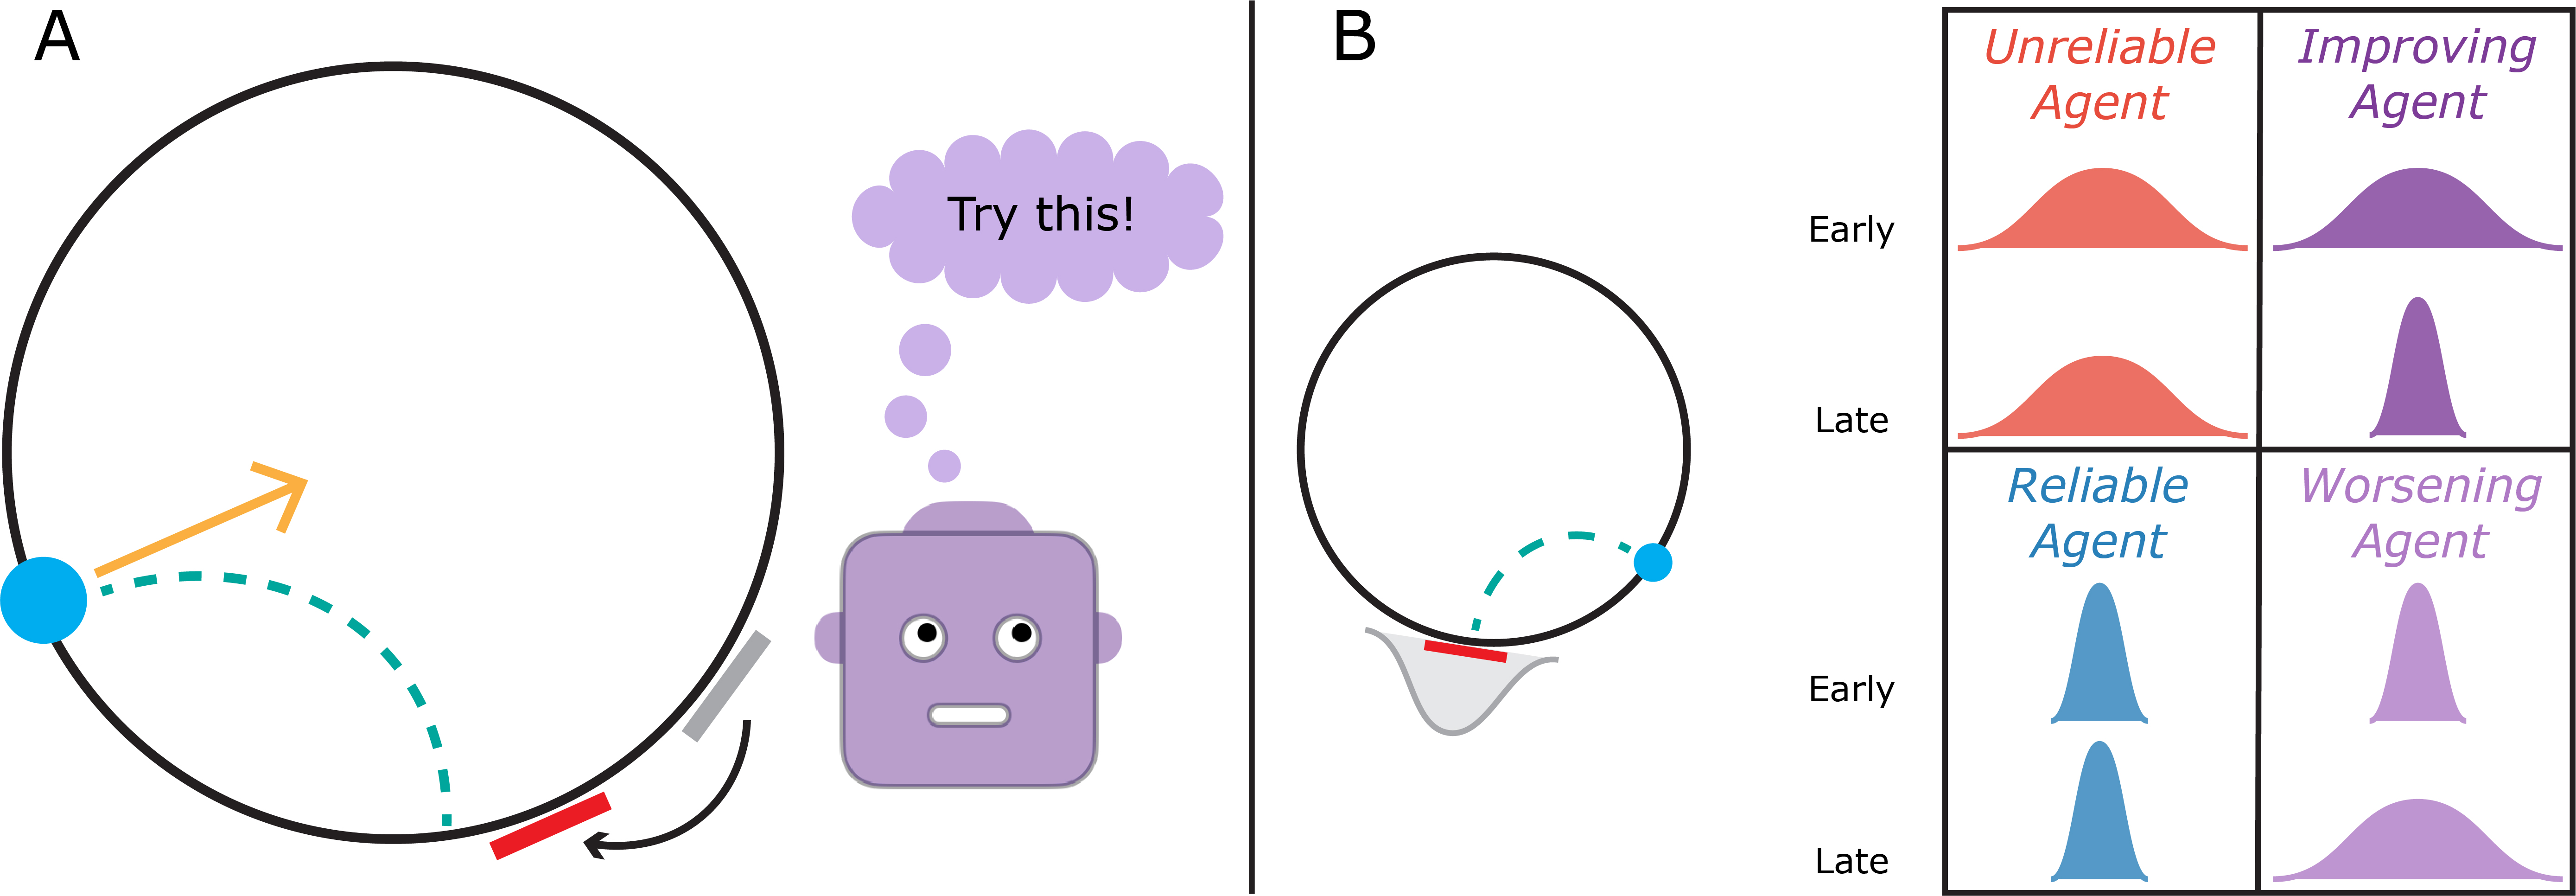 A
Try this!
B
Unreliable
Agent
Improving
Agent
Early
Late
Reliable
Agent
Worsening
Agent
Early
Late